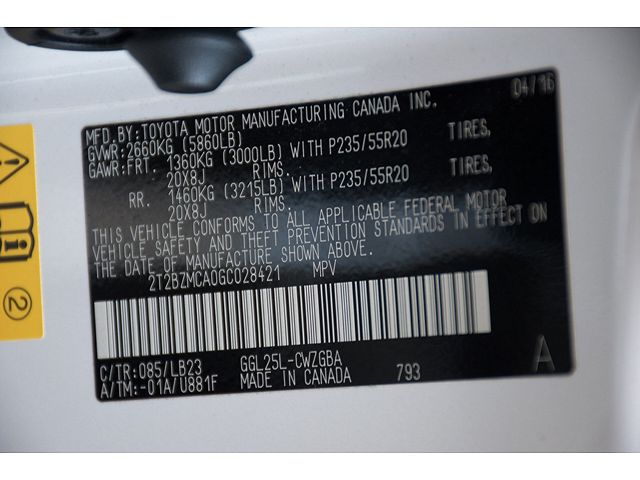 04/16
MFD.BY:TOYOTA MOTOR MANUFACTURING CANADA INC.
GVWR:2660KG (5860LB)
GAWR:FRT. 1360KG (3000LB) WITH P235/55R20 TIRES,
20X8J RIMS.
RR. 1460KG (3215LB) WITH P235/55R20 TIRES,
20X8J RIMS.
THIS VEHICLE CONFORMS TO ALL APPLICABLE FEDERAL MOTOR
VEHICLE SAFETY AND THEFT PREVENTION STANDARDS IN EFFECT ON
THE DATE OF MANUFACTURE SHOWN ABOVE.
2T2BZMCA0GC028421 MPV
C/TR:085/LB23 GGL25L-CWZGBA
A/TM:-01A/U881F MADE IN CANADA 793 A
2